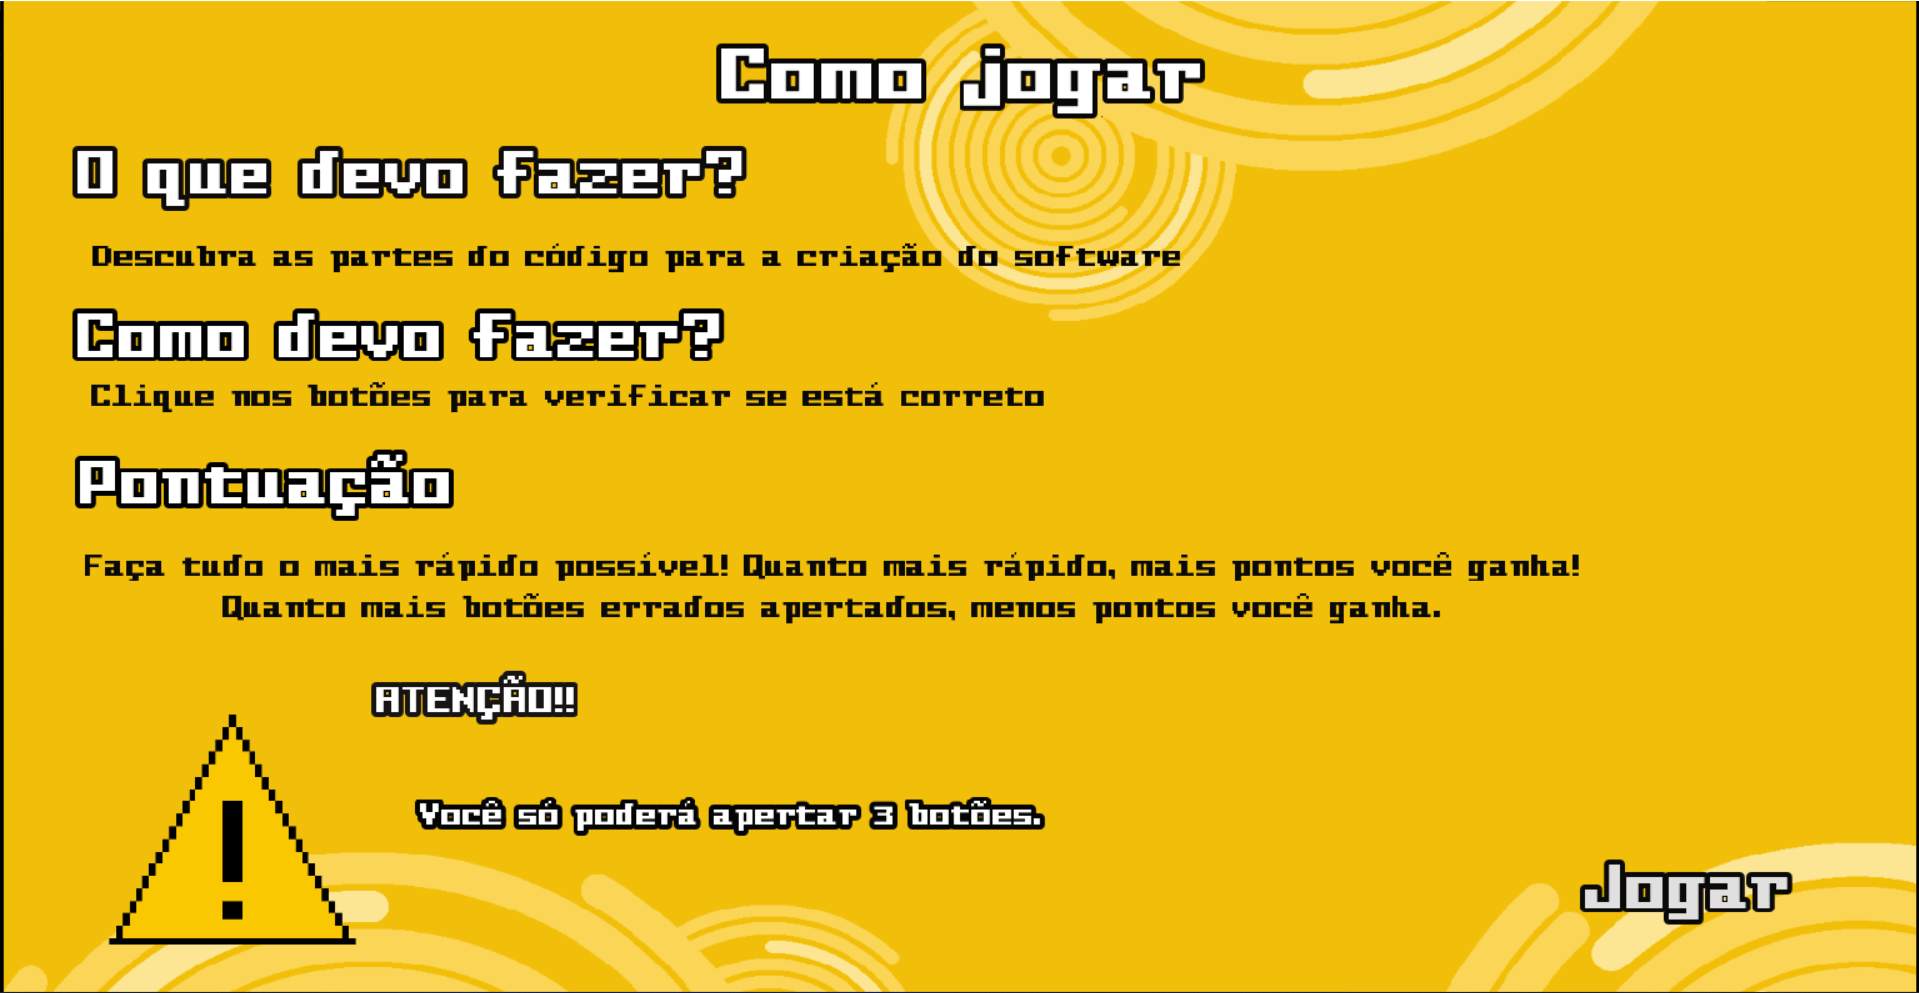 Como jogar
O que devo fazer?
Descubra as partes do código para a criação do software
Como devo fazer?
Clique nos botões para verificar se está correto
Pontuação
Faça tudo o mais rápido possível! Quanto mais rápido, mais pontos você ganha!
Quanto mais botões errados apertados, menos pontos você ganha.
ATENÇÃO!!
!
Você só poderá apertar 3 botões.
Jogar